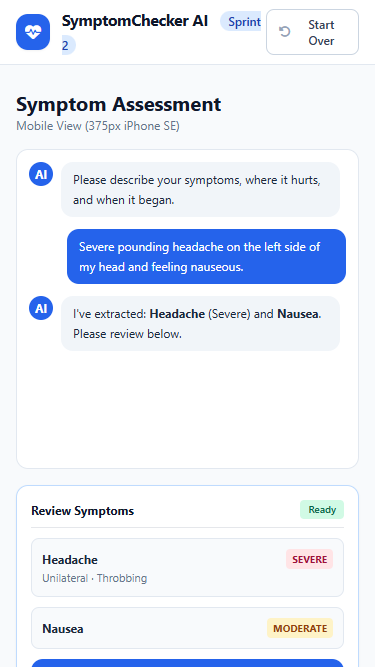 SymptomChecker AI Sprint
2
Start
Over
Symptom Assessment
Mobile View (375px iPhone SE)
AI
Please describe your symptoms, where it hurts,
and when it began.
Severe pounding headache on the left side of
my head and feeling nauseous.
AI
I've extracted: Headache (Severe) and Nausea.
Please review below.
Review Symptoms
Ready
Headache
SEVERE
Unilateral · Throbbing
Nausea
MODERATE